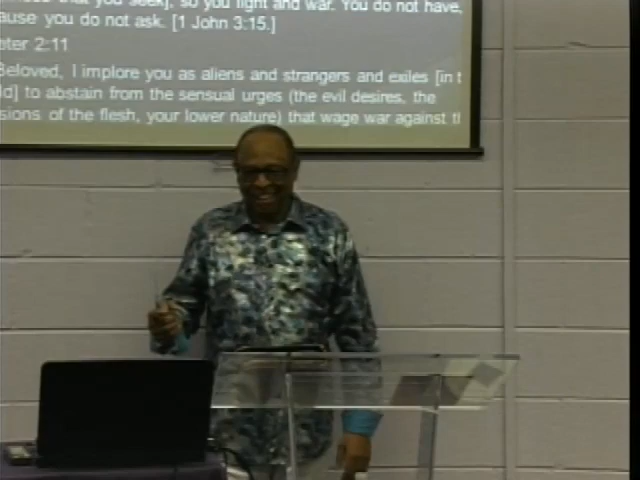 that you seek], so you fight and war. You do not have,
ause you do not ask. [1 John 3:15.]
eter 2:11
Beloved, I implore you as aliens and strangers and exiles [in t
ld] to abstain from the sensual urges (the evil desires, the
sions of the flesh, your lower nature) that wage war against tl